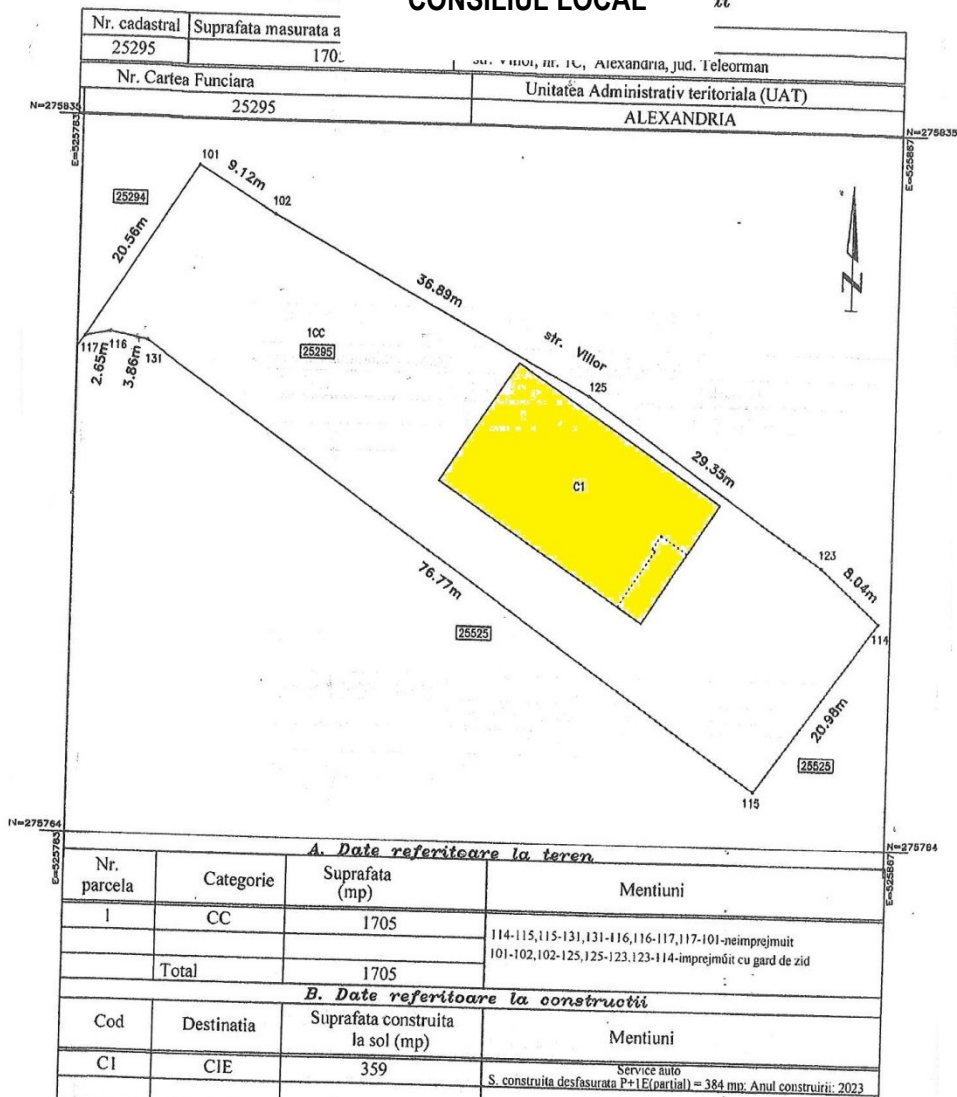 CONSILIUL LOCAL
Nr. cadastral Suprafata masurata a
25295
str. Viilor, nr. 1C, Alexandria, jud. Teleorman
Nr. Cartea Funciara Unitatea Administrativ teritoriala (UAT)
25295 ALEXANDRIA
N=275835 N=275835
E=525783 E=525867
101
9.12m
102
25294
20.56m
N
36.89m
str. Viilor
1CC
25295
117 116
131
2.65m
3.86m
125
29.35m
C1
123
8.04m
76.77m
114
25525
20.98m
25525
115
N=275764 N=275764
E=525783 E=525867
A. Date referitoare la teren
Nr. parcela Categorie Suprafata (mp) Mentiuni
1 CC 1705
114-115,115-131,131-116,116-117,117-101-neimprejmuit
101-102,102-125,125-123,123-114-imprejmuit cu gard de zid
Total 1705
B. Date referitoare la constructii
Cod Destinatia Suprafata construita la sol (mp) Mentiuni
C1 CIE 359 Service auto
S. construita desfasurata P+1E(partial) = 384 mp; Anul construirii: 2023